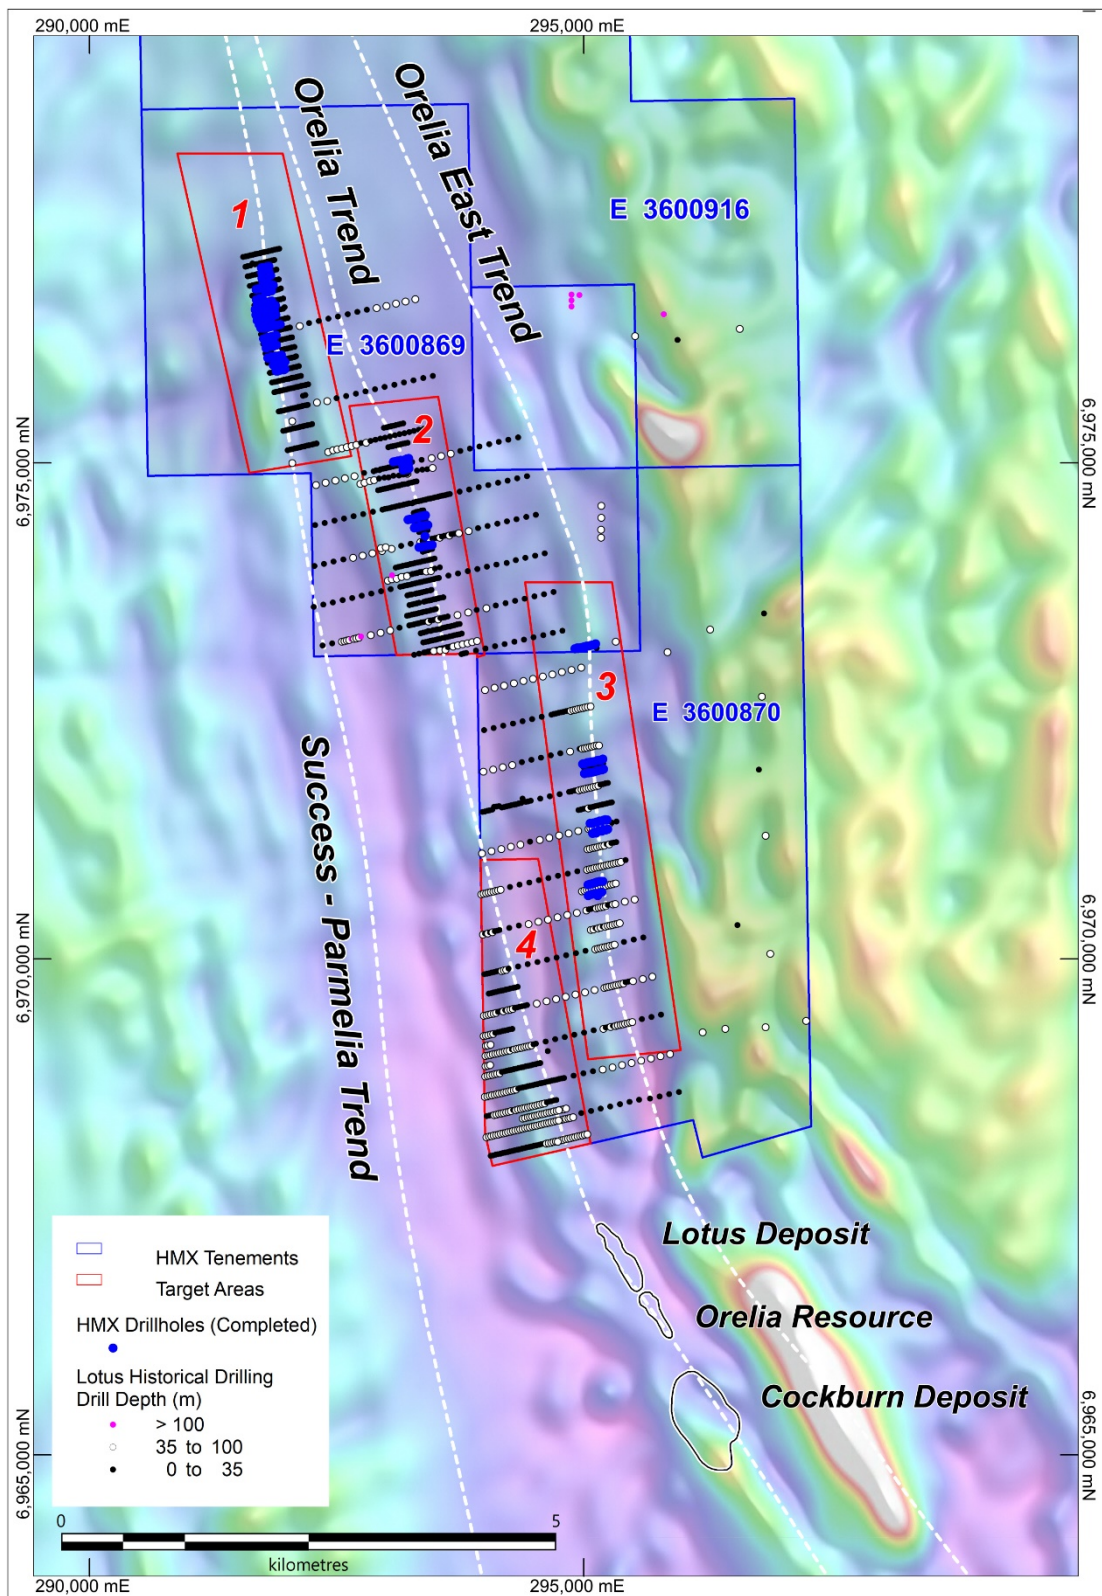 290,000 mE
295,000 mE
Orelia Trend
Orelia East Trend
E 3600916
1
E 3600869
2
6,975,000 mN
6,975,000 mN
3
E 3600870
Success - Parmelia Trend
4
6,970,000 mN
6,970,000 mN
Lotus Deposit
Orelia Resource
Cockburn Deposit
HMX Tenements
Target Areas
HMX Drillholes (Completed)
Lotus Historical Drilling
Drill Depth (m)
> 100
35 to 100
0 to 35
6,965,000 mN
6,965,000 mN
0 5
kilometres
290,000 mE
295,000 mE